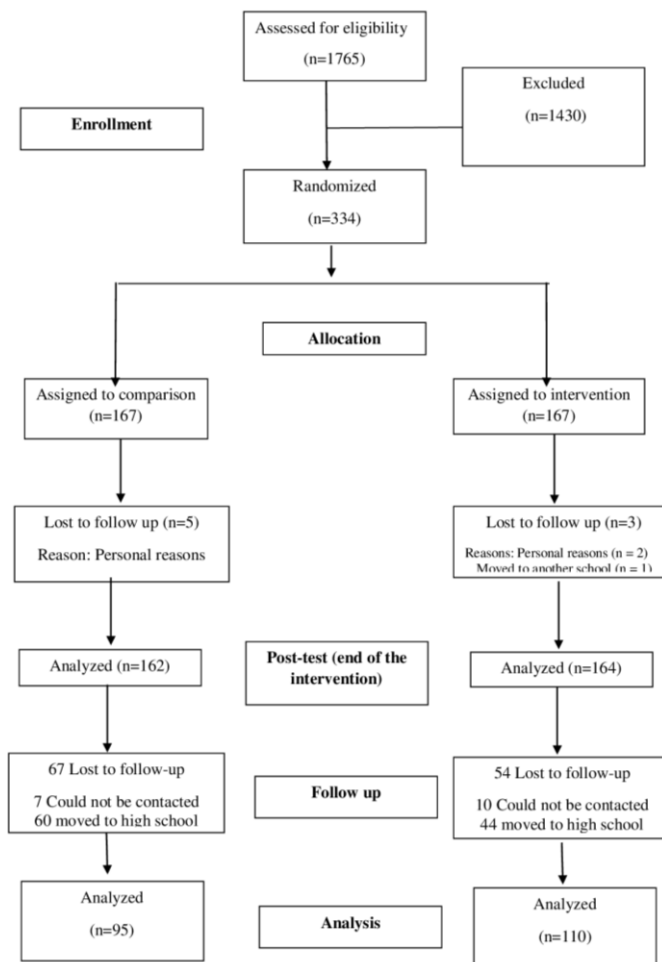 Assessed for eligibility
(n=1765)
Excluded
(n=1430)
Enrollment
Randomized
(n=334)
Allocation
Assigned to comparison
(n=167)
Assigned to intervention
(n=167)
Lost to follow up (n=5)
Reason: Personal reasons
Lost to follow up (n=3)
Reasons: Personal reasons (n = 2)
Moved to another school (n = 1)
Analyzed (n=162)
Post-test (end of the
intervention)
Analyzed (n=164)
67 Lost to follow-up
7 Could not be contacted
60 moved to high school
Follow up
54 Lost to follow-up
10 Could not be contacted
44 moved to high school
Analyzed
(n=95)
Analysis
Analyzed
(n=110)